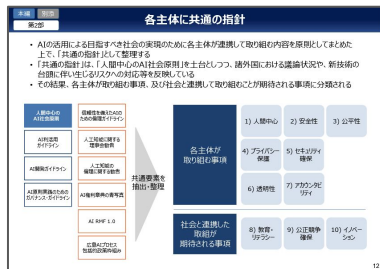 本編
別添
第2部
各主体に共通の指針
• AIの活用による目指すべき社会の実現のために各主体が連携して取り組む内容を原則としてまとめた
上で、「共通の指針」として整理する
• 「共通の指針」は、「人間中心のAI社会原則」を土台としつつ、諸外国における議論状況や、新技術の
台頭に伴い生じるリスクへの対応等を反映している
• その結果、各主体が取り組む事項、及び社会と連携して取り組むことが期待される事項に分類される
人間中心の
AI社会原則
AI利活用
ガイドライン
AI開発ガイドライン
AI原則実践のための
ガバナンス・ガイドライン
信頼性を備えたAIの
ための倫理ガイドライン
人工知能に関する
理事会勧告
人工知能の
倫理に関する勧告
AI権利章典の青写真
AI RMF 1.0
広島AIプロセス
包括的政策枠組み
共通要素を
抽出・整理
各主体が
取り組む事項
1) 人間中心
2) 安全性
3) 公平性
4) プライバシー
保護
5) セキュリティ
確保
6) 透明性
7) アカウンタビ
リティ
社会と連携した
取組が
期待される事項
8) 教育・
リテラシー
9) 公正競争
確保
10) イノベー
ション
12